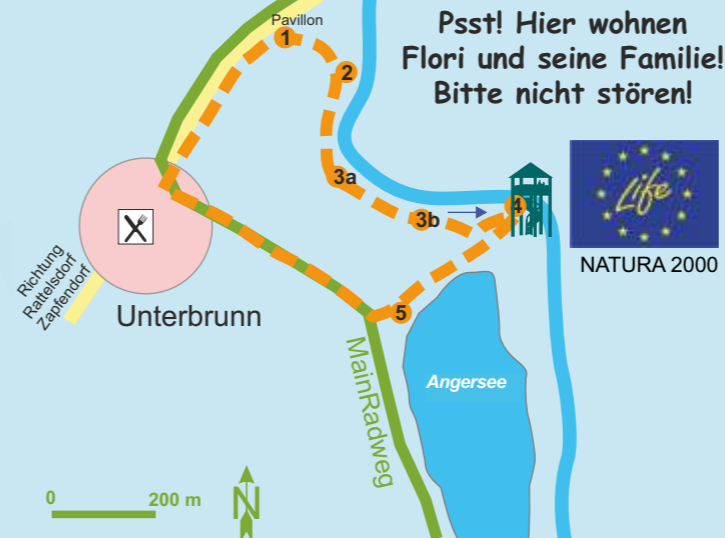 Psst! Hier wohnen
Flori und seine Familie!
Bitte nicht stören!
Pavillon
1
2
3a
3b
4
5
Life
NATURA 2000
Richtung
Rattelsdorf
Zapfendorf
Unterbrunn
MainRadweg
Angersee
0 200 m
N